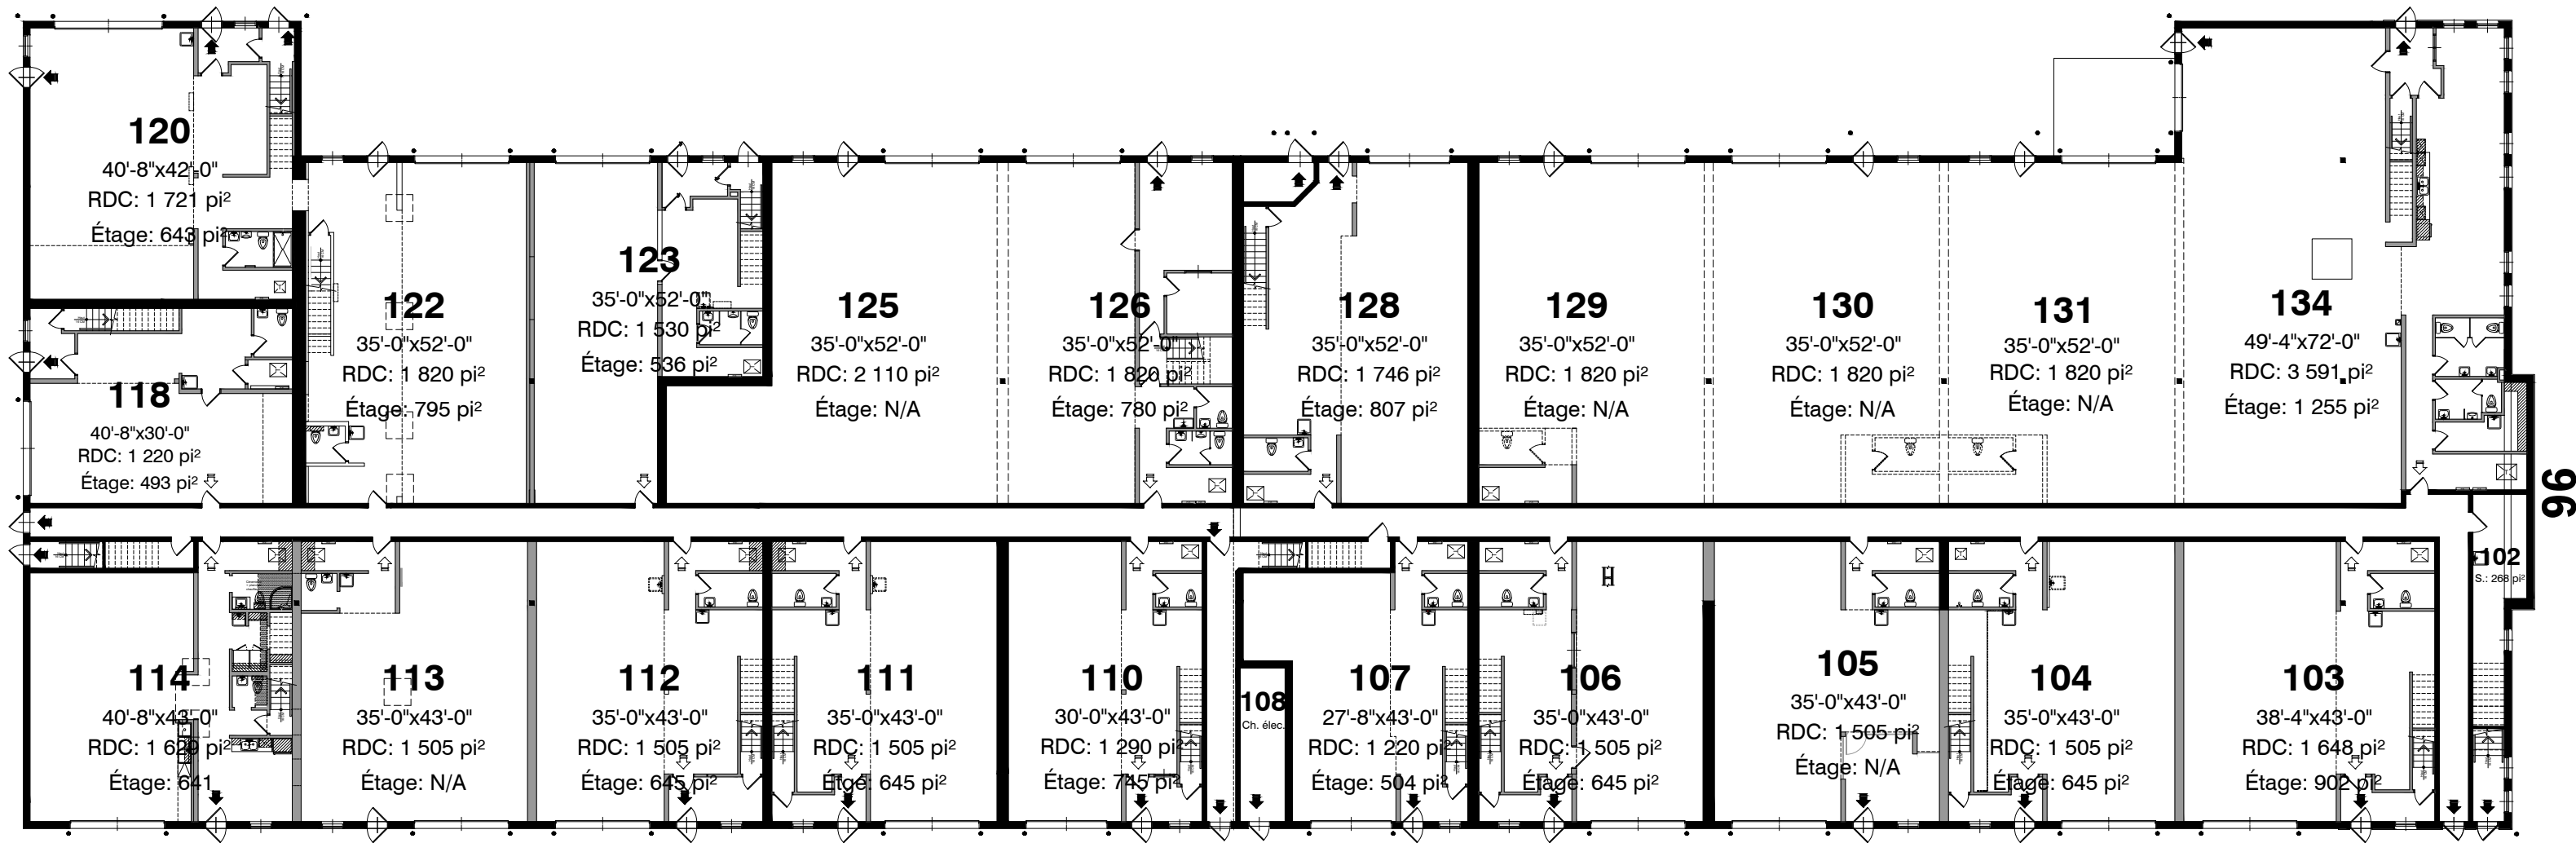 120
40'-8"x42'-0"
RDC: 1 721 pi²
Étage: 643 pi²
118
40'-8"x30'-0"
RDC: 1 220 pi²
Étage: 493 pi²
122
35'-0"x52'-0"
RDC: 1 820 pi²
Étage: 795 pi²
123
35'-0"x52'-0"
RDC: 1 530 pi²
Étage: 536 pi²
125
35'-0"x52'-0"
RDC: 2 110 pi²
Étage: N/A
126
35'-0"x52'-0"
RDC: 1 820 pi²
Étage: 780 pi²
128
35'-0"x52'-0"
RDC: 1 746 pi²
Étage: 807 pi²
129
35'-0"x52'-0"
RDC: 1 820 pi²
Étage: N/A
130
35'-0"x52'-0"
RDC: 1 820 pi²
Étage: N/A
131
35'-0"x52'-0"
RDC: 1 820 pi²
Étage: N/A
134
49'-4"x72'-0"
RDC: 3 591 pi²
Étage: 1 255 pi²
96
102
S.: 268 pi²
114
40'-8"x43'-0"
RDC: 1 629 pi²
Étage: 641
113
35'-0"x43'-0"
RDC: 1 505 pi²
Étage: N/A
112
35'-0"x43'-0"
RDC: 1 505 pi²
Étage: 645 pi²
111
35'-0"x43'-0"
RDC: 1 505 pi²
Étage: 645 pi²
110
30'-0"x43'-0"
RDC: 1 290 pi²
Étage: 745 pi²
108
Ch. élec.
107
27'-8"x43'-0"
RDC: 1 220 pi²
Étage: 504 pi²
106
35'-0"x43'-0"
RDC: 1 505 pi²
Étage: 645 pi²
105
35'-0"x43'-0"
RDC: 1 505 pi²
Étage: N/A
104
35'-0"x43'-0"
RDC: 1 505 pi²
Étage: 645 pi²
103
38'-4"x43'-0"
RDC: 1 648 pi²
Étage: 902 pi²